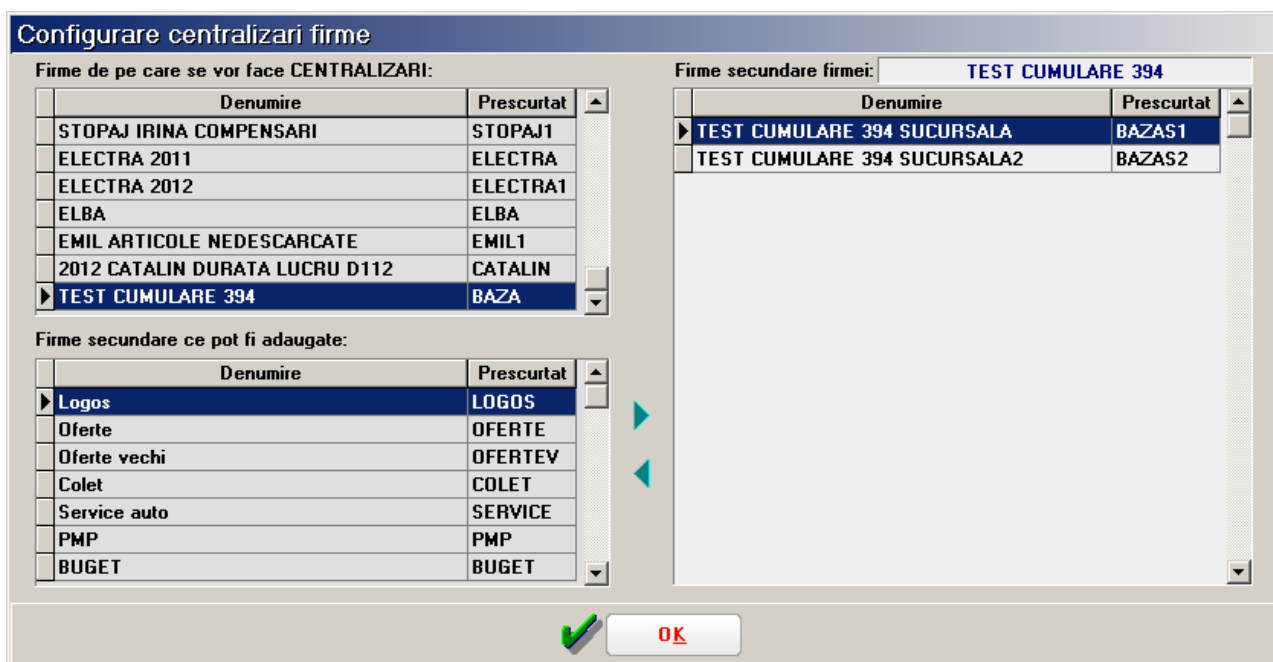 Configurare centralizari firme
Firme de pe care se vor face CENTRALIZARI:
Denumire Prescurtat
STOPAJ IRINA COMPENSARI STOPAJ1
ELECTRA 2011 ELECTRA
ELECTRA 2012 ELECTRA1
ELBA ELBA
EMIL ARTICOLE NEDESCARCATE EMIL1
2012 CATALIN DURATA LUCRU D112 CATALIN
TEST CUMULARE 394 BAZA
Firme secundare ce pot fi adaugate:
Denumire Prescurtat
Logos LOGOS
Oferte OFERTE
Oferte vechi OFERTEV
Colet COLET
Service auto SERVICE
PMP PMP
BUGET BUGET
Firme secundare firmei: TEST CUMULARE 394
Denumire Prescurtat
TEST CUMULARE 394 SUCURSALA BAZAS1
TEST CUMULARE 394 SUCURSALA2 BAZAS2
OK